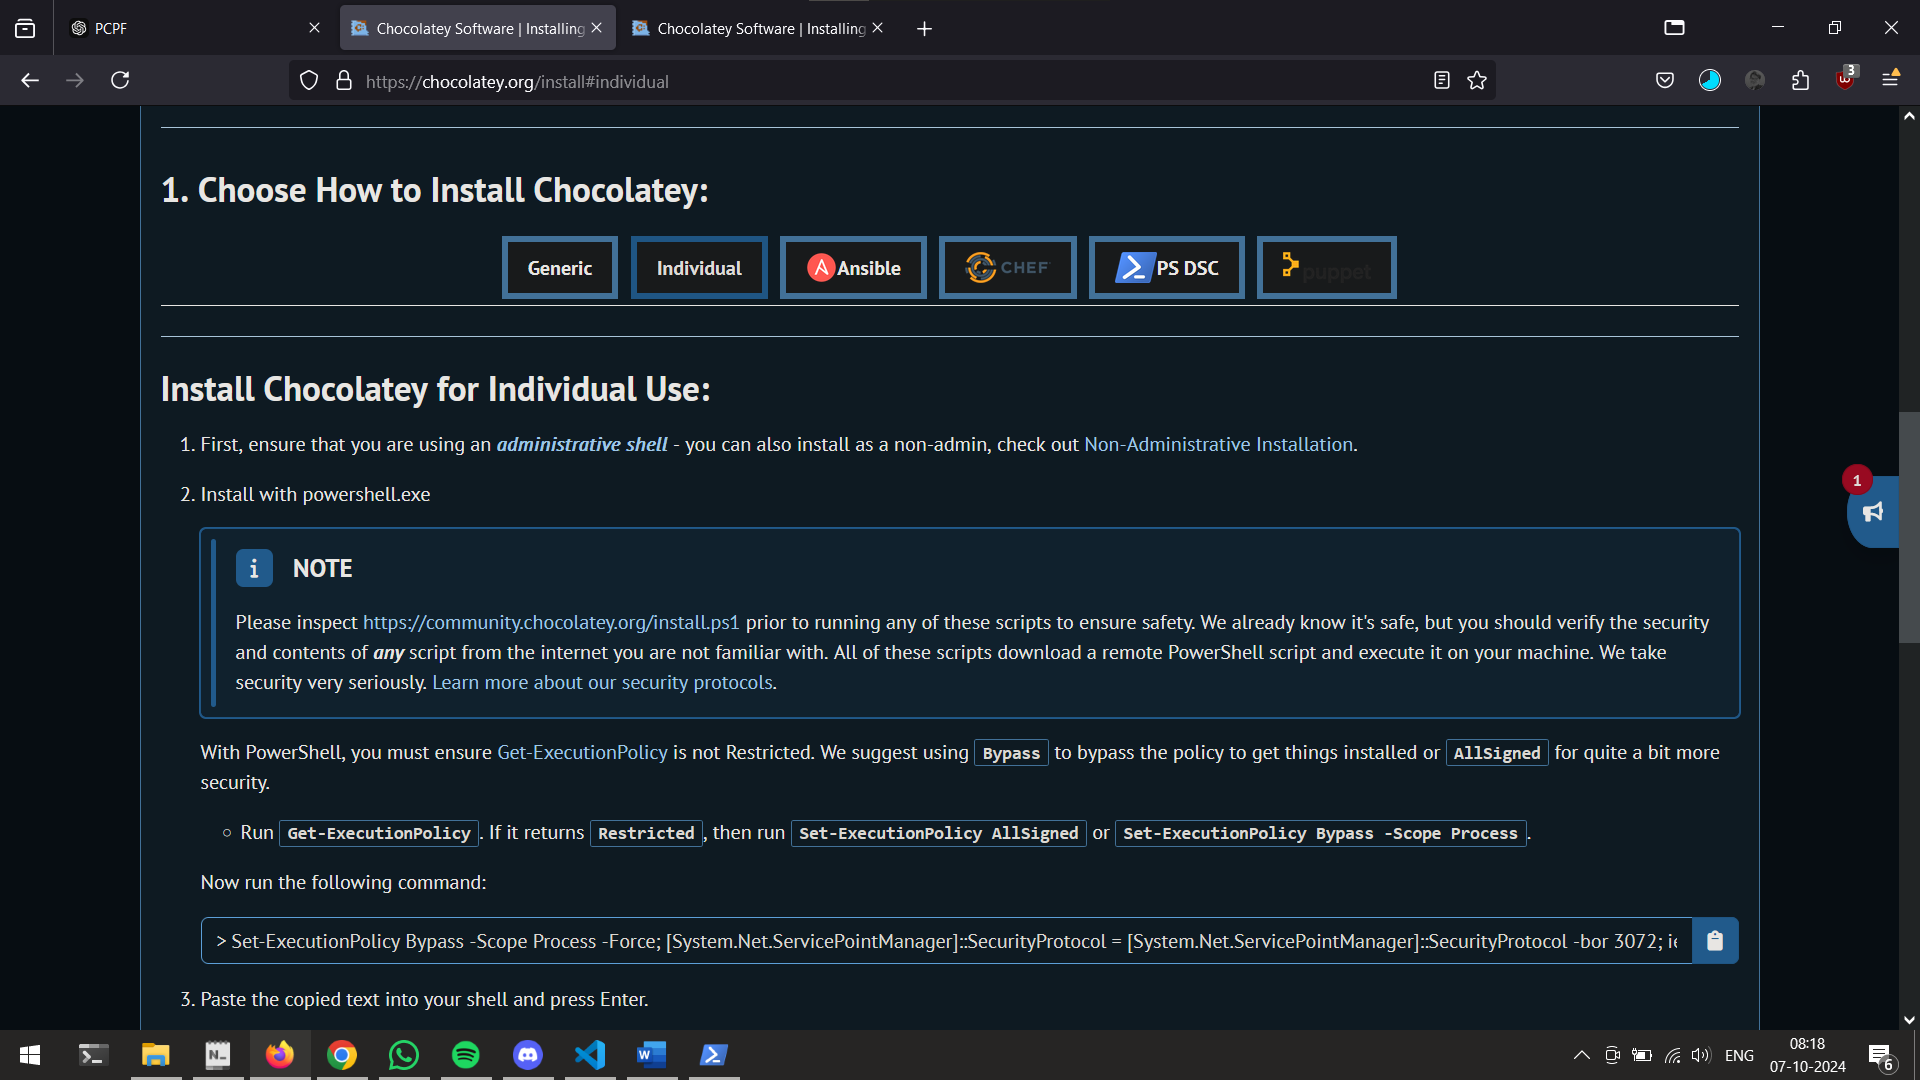 PCPF
Chocolatey Software | Installing
Chocolatey Software | Installing
https://chocolatey.org/install#individual
3
1. Choose How to Install Chocolatey:
Generic
Individual
Ansible
CHEF
PS DSC
puppet
Install Chocolatey for Individual Use:
1. First, ensure that you are using an administrative shell - you can also install as a non-admin, check out Non-Administrative Installation.
1
2. Install with powershell.exe
NOTE
Please inspect https://community.chocolatey.org/install.ps1 prior to running any of these scripts to ensure safety. We already know it's safe, but you should verify the security
and contents of any script from the internet you are not familiar with. All of these scripts download a remote PowerShell script and execute it on your machine. We take
security very seriously. Learn more about our security protocols.
With PowerShell, you must ensure Get-ExecutionPolicy is not Restricted. We suggest using Bypass to bypass the policy to get things installed or AllSigned for quite a bit more
security.
Run Get-ExecutionPolicy. If it returns Restricted, then run Set-ExecutionPolicy AllSigned or Set-ExecutionPolicy Bypass -Scope Process.
Now run the following command:
> Set-ExecutionPolicy Bypass -Scope Process -Force; [System.Net.ServicePointManager]::SecurityProtocol = [System.Net.ServicePointManager]::SecurityProtocol -bor 3072; ie
3. Paste the copied text into your shell and press Enter.
ENG
08:18
07-10-2024
6